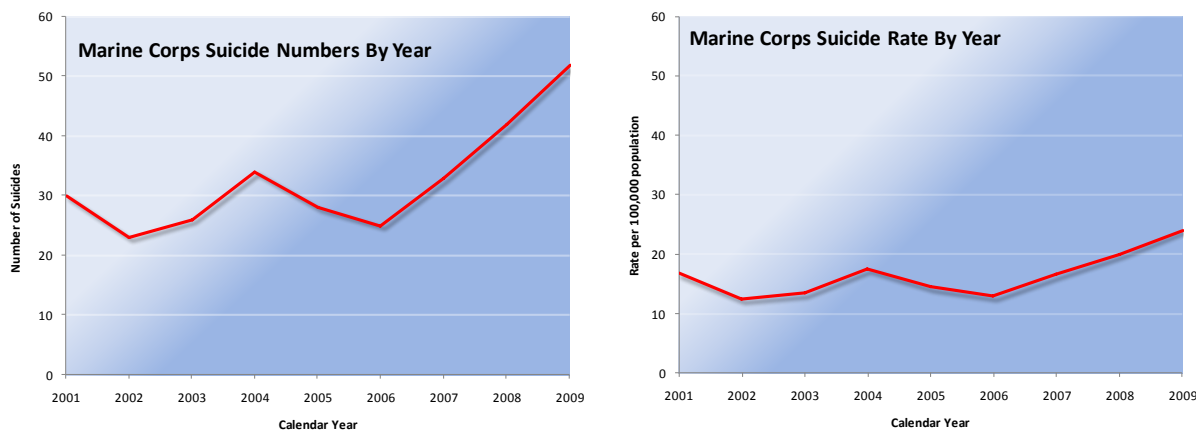 Marine Corps Suicide Numbers By Year
Number of Suicides
60
50
40
30
20
10
0
2001 2002 2003 2004 2005 2006 2007 2008 2009
Calendar Year
Marine Corps Suicide Rate By Year
Rate per 100,000 population
60
50
40
30
20
10
0
2001 2002 2003 2004 2005 2006 2007 2008 2009
Calendar Year